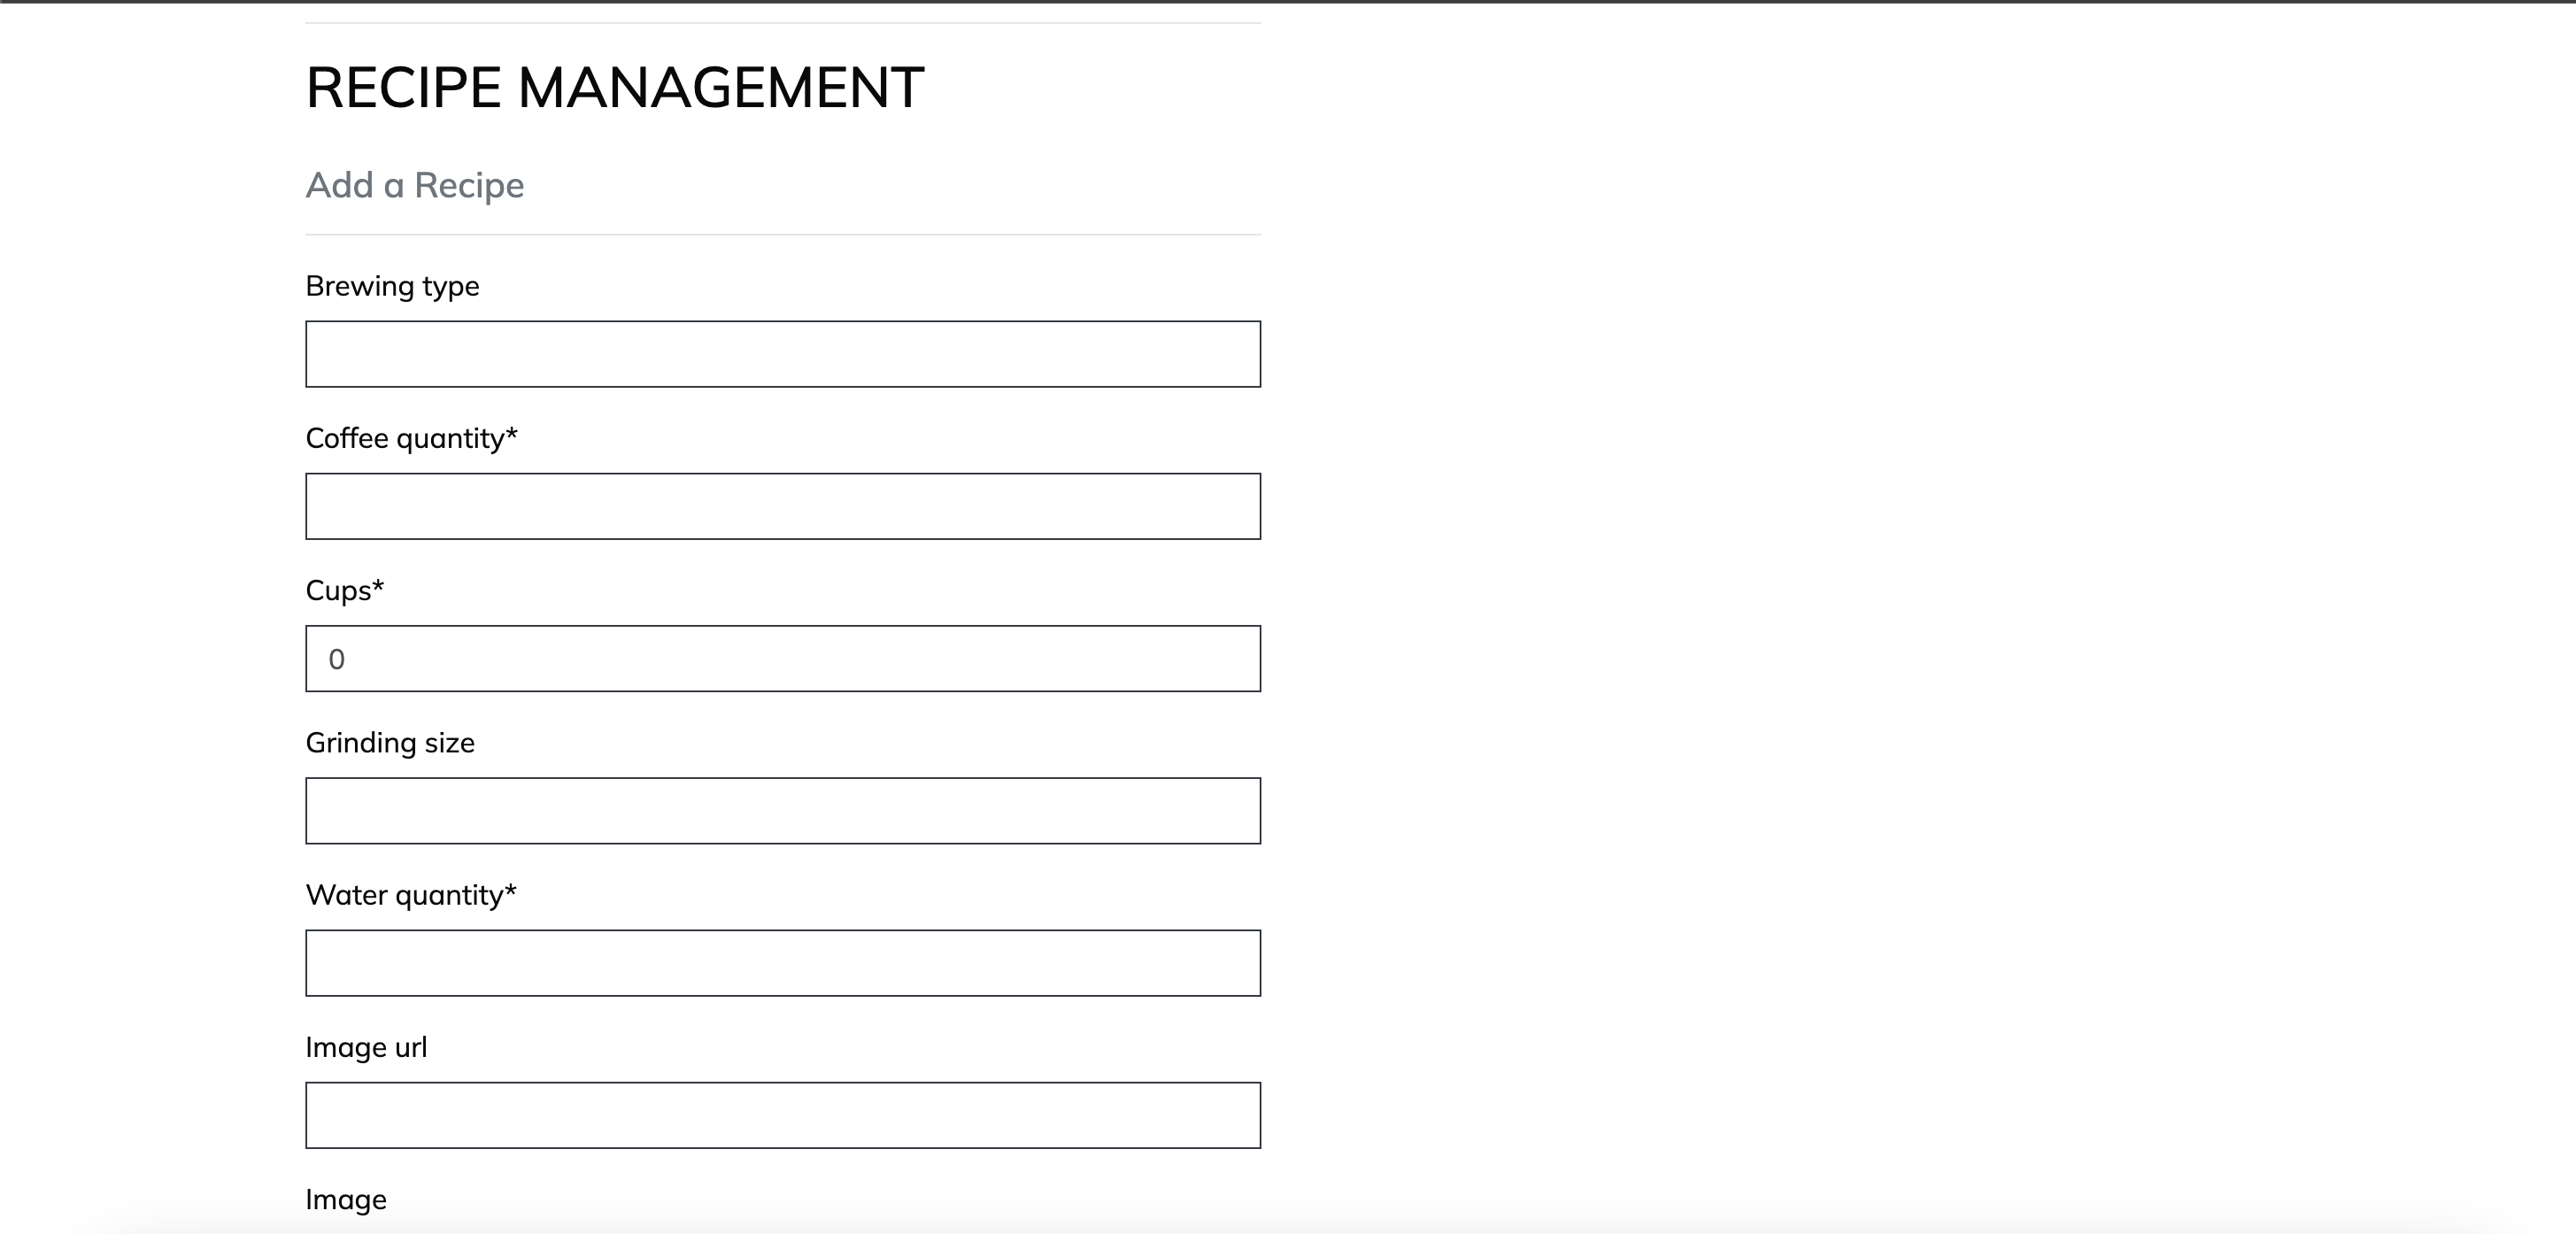 RECIPE MANAGEMENT
Add a Recipe
Brewing type
Coffee quantity*
Cups*
0
Grinding size
Water quantity*
Image url
Image